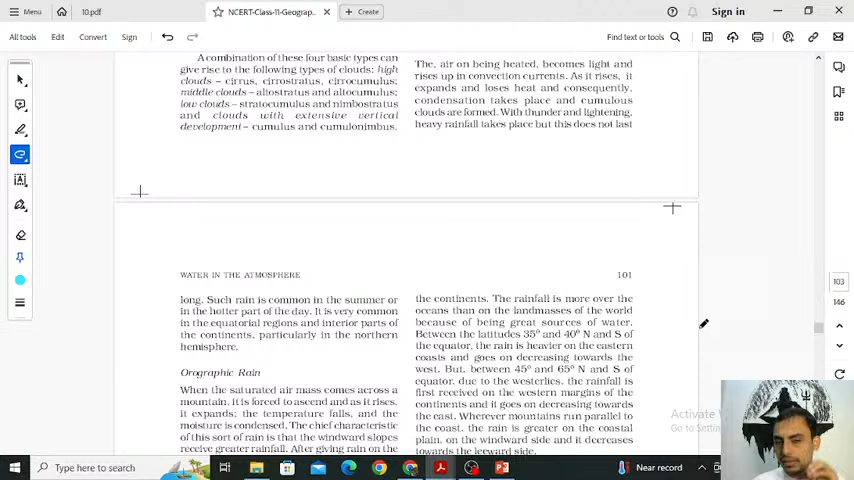 Menu
NCERT-Class-11-Geograp...
Create
Sign in
All tools
Edit
Convert
Sign
Find text or tools
A combination of these four basic types can
give rise to the following types of clouds: high
clouds – cirrus, cirrostratus, cirrocumulus;
middle clouds – altostratus and altocumulus;
low clouds – stratocumulus and nimbostratus
and clouds with extensive vertical
development – cumulus and cumulonimbus.
The, air on being heated, becomes light and
rises up in convection currents. As it rises, it
expands and loses heat and consequently,
condensation takes place and cumulous
clouds are formed. With thunder and lightening,
heavy rainfall takes place but this does not last
WATER IN THE ATMOSPHERE
101
long. Such rain is common in the summer or
in the hotter part of the day. It is very common
in the equatorial regions and interior parts of
the continents, particularly in the northern
hemisphere.
Orographic Rain
When the saturated air mass comes across a
mountain, it is forced to ascend and as it rises,
it expands; the temperature falls, and the
moisture is condensed. The chief characteristic
of this sort of rain is that the windward slopes
receive greater rainfall. After giving rain on the
the continents. The rainfall is more over the
oceans than on the landmasses of the world
because of being great sources of water.
Between the latitudes 35° and 40° N and S of
the equator, the rain is heavier on the eastern
coasts and goes on decreasing towards the
west. But, between 45° and 65° N and S of
equator, due to the westerlies, the rainfall is
first received on the western margins of the
continents and it goes on decreasing towards
the east. Wherever mountains run parallel to
the coast, the rain is greater on the coastal
plain, on the windward side and it decreases
towards the leeward side.
103
146
Activate
Go to Setting
Type here to search
Near record